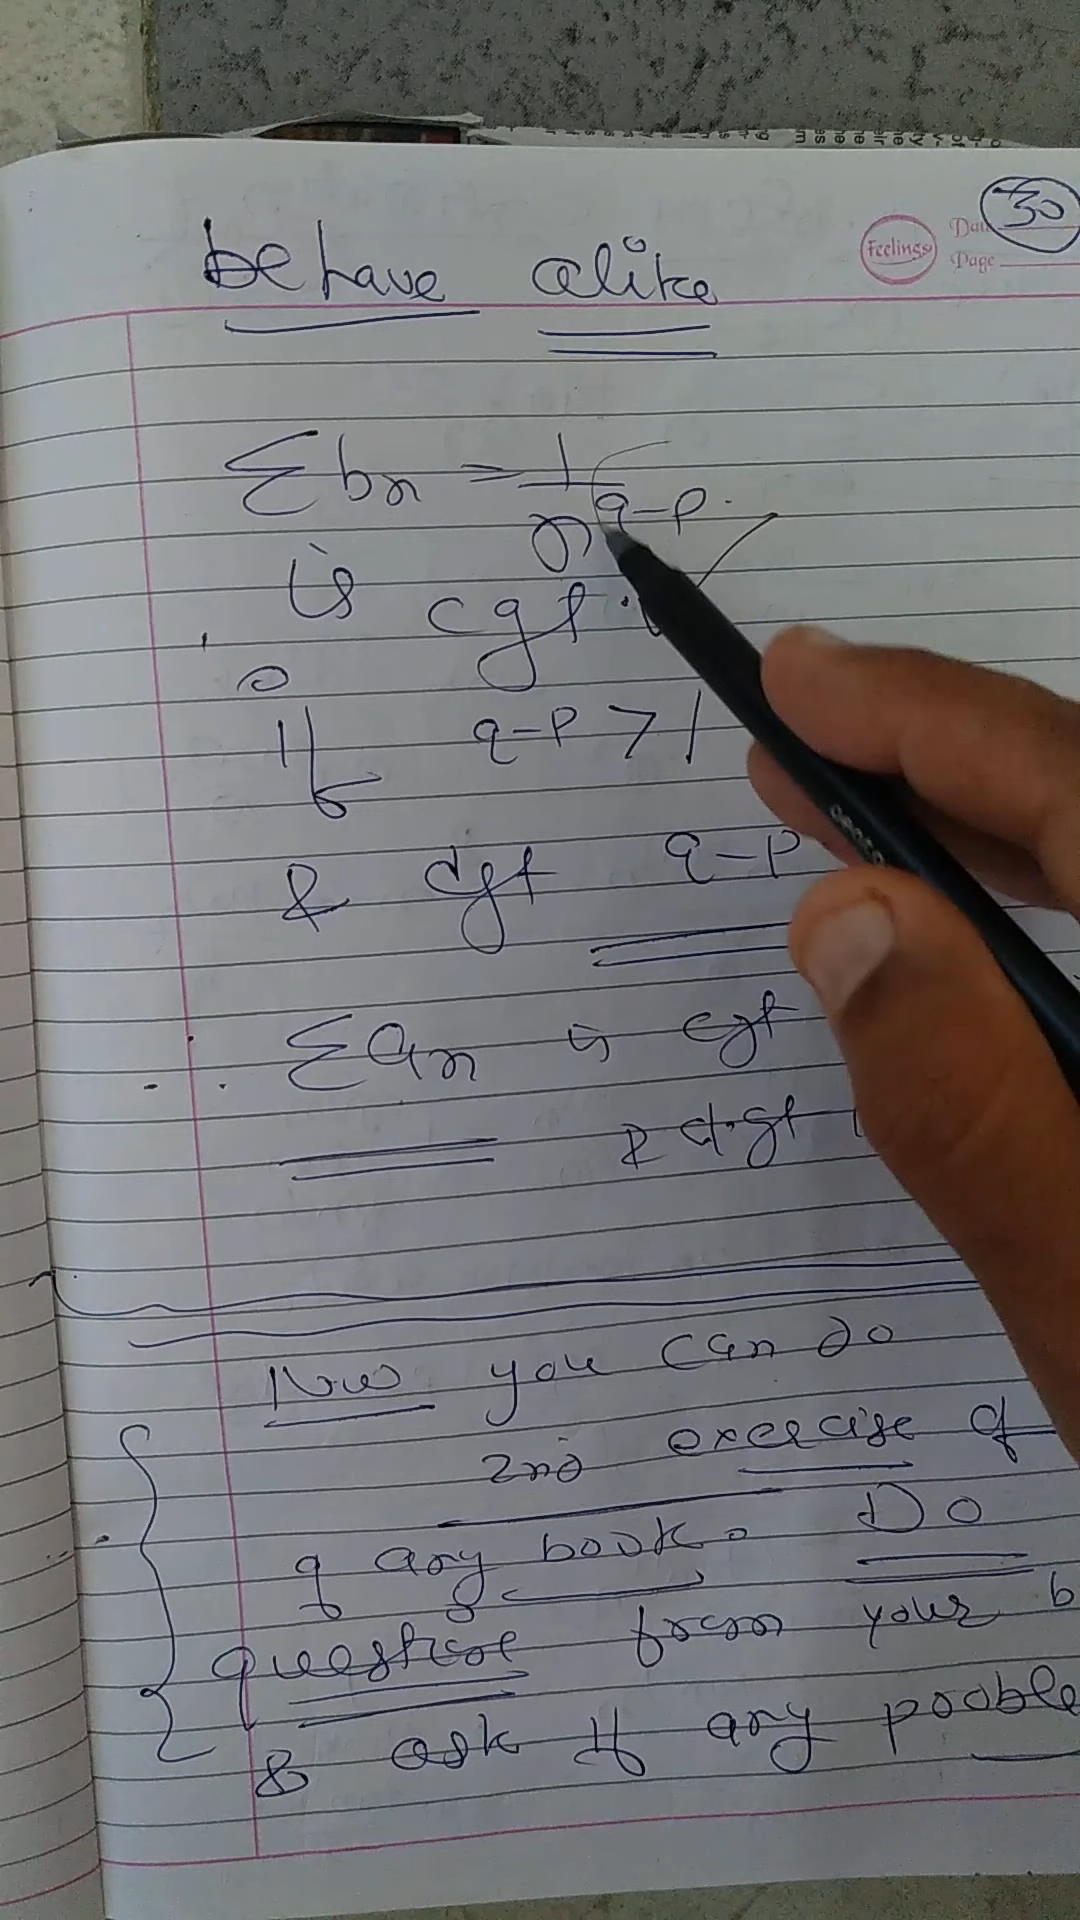 30
Feelings
Date
Page
behave alike
Σbn = 1/n^q-p
is cgt.
If q-p > 1
& dgt q-p
Σan is cgt
& dgt
Now you can do
2nd exercise of
of any book. Do
question from your b
& ask If any proble